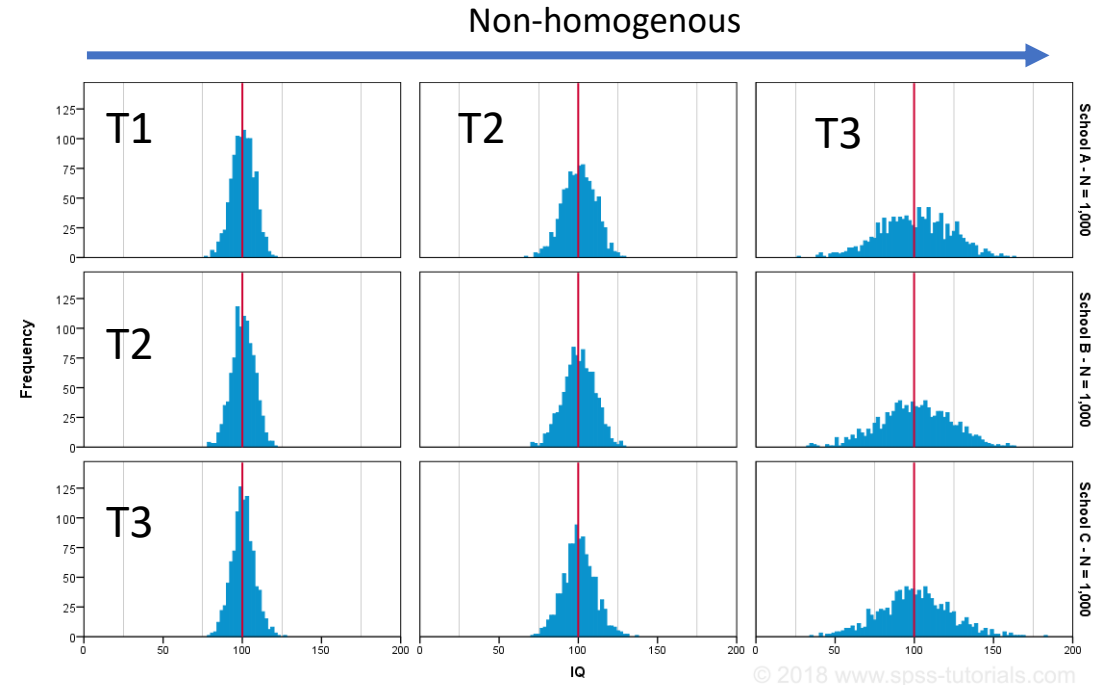 Non-homogenous
T1
T2
T3
125
100
75
50
25
0
School A - N = 1,000
T2
125
100
75
50
25
0
School B - N = 1,000
Frequency
T3
125
100
75
50
25
0
School C - N = 1,000
0 50 100 150 200
0 50 100 150 200
0 50 100 150 200
IQ
© 2018 www.spss-tutorials.com